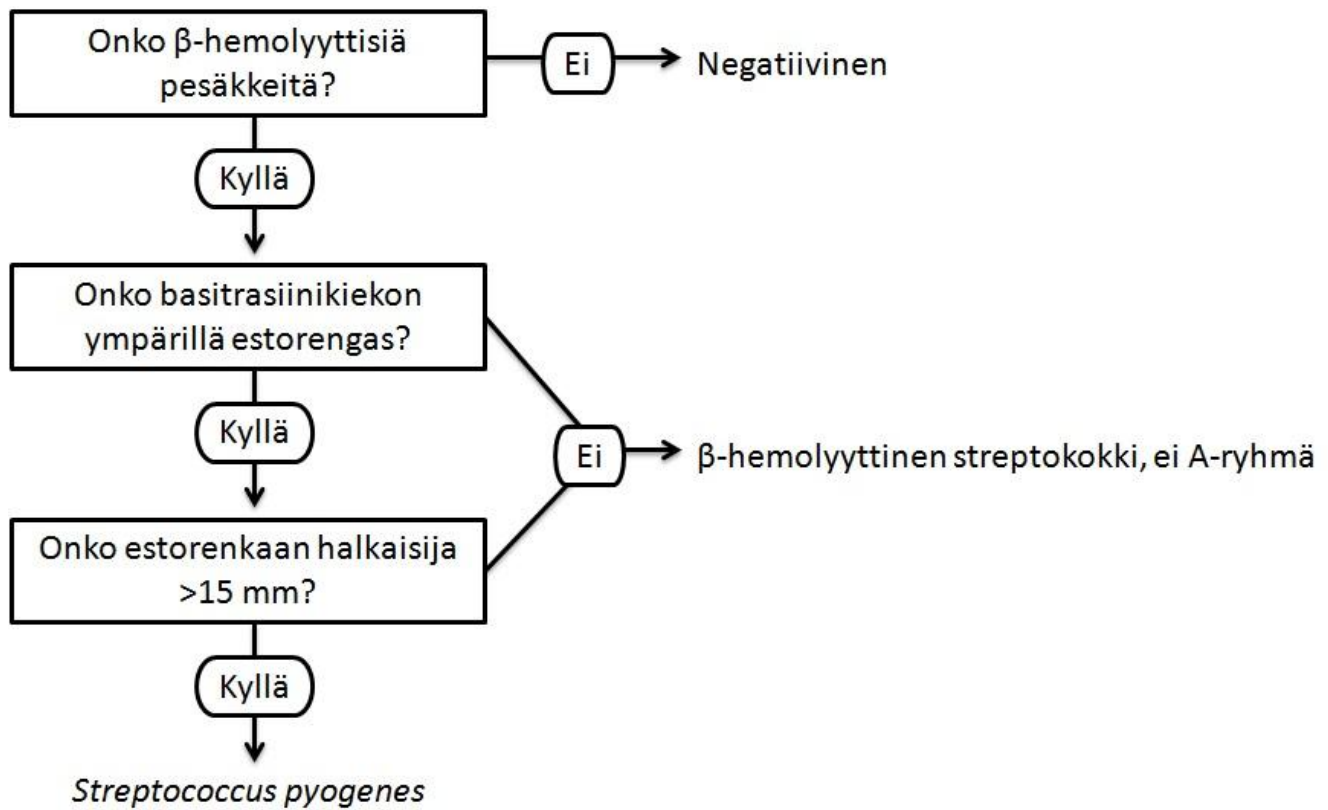 Onko β-hemolyyttisiä
pesäkkeitä?
Ei
Negatiivinen
Kyllä
Onko basitrasiinikiekon
ympärillä estorengas?
Kyllä
Ei
β-hemolyyttinen streptokokki, ei A-ryhmä
Onko estorenkaan halkaisija
>15 mm?
Kyllä
Streptococcus pyogenes